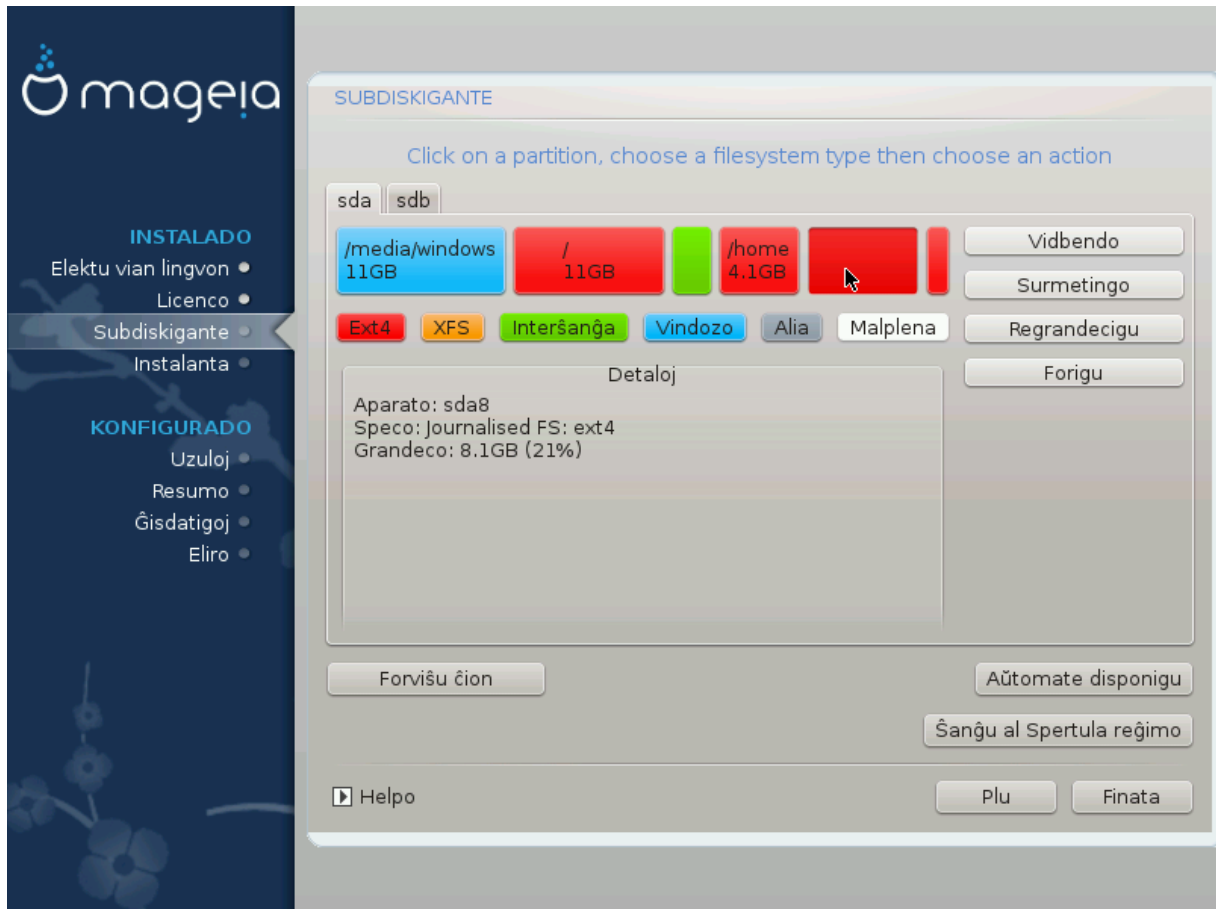 mageia
SUBDISKIGANTE
Click on a partition, choose a filesystem type then choose an action
sda sdb
INSTALADO
Elektu vian lingvon
Licenco
Subdiskigante
Instalanta
KONFIGURADO
Uzuloj
Resumo
Ĝisdatigoj
Eliro
/media/windows
11GB
/
11GB
/home
4.1GB
Ext4 XFS Interŝanĝa Vindozo Alia Malplena
Vidbendo
Surmetingo
Regrandecigu
Forigu
Detaloj
Aparato: sda8
Speco: Journalised FS: ext4
Grandeco: 8.1GB (21%)
Forviŝu ĉion
Aŭtomate disponigu
Ŝanĝu al Spertula reĝimo
Helpo
Plu
Finata